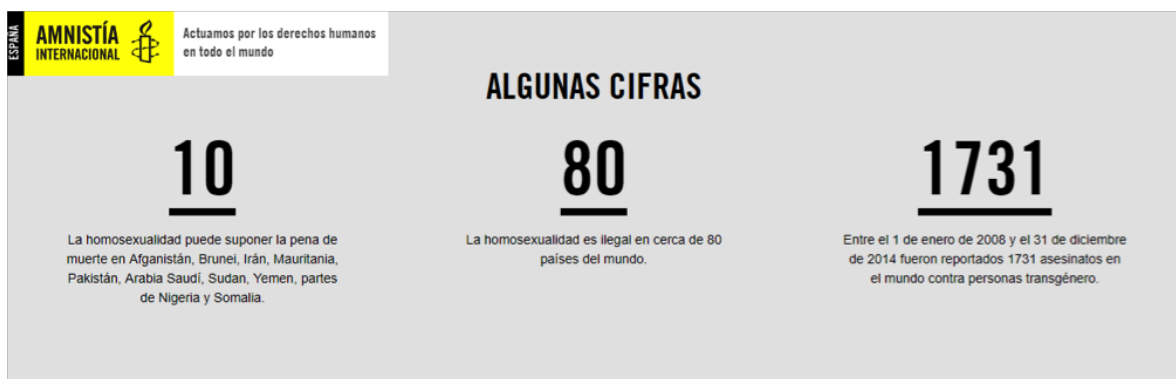 ESPAÑA
AMNISTÍA
INTERNACIONAL
Actuamos por los derechos humanos
en todo el mundo
ALGUNAS CIFRAS
10
La homosexualidad puede suponer la pena de
muerte en Afganistán, Brunei, Irán, Mauritania,
Pakistán, Arabia Saudí, Sudan, Yemen, partes
de Nigeria y Somalia.
80
La homosexualidad es ilegal en cerca de 80
países del mundo.
1731
Entre el 1 de enero de 2008 y el 31 de diciembre
de 2014 fueron reportados 1731 asesinatos en
el mundo contra personas transgénero.